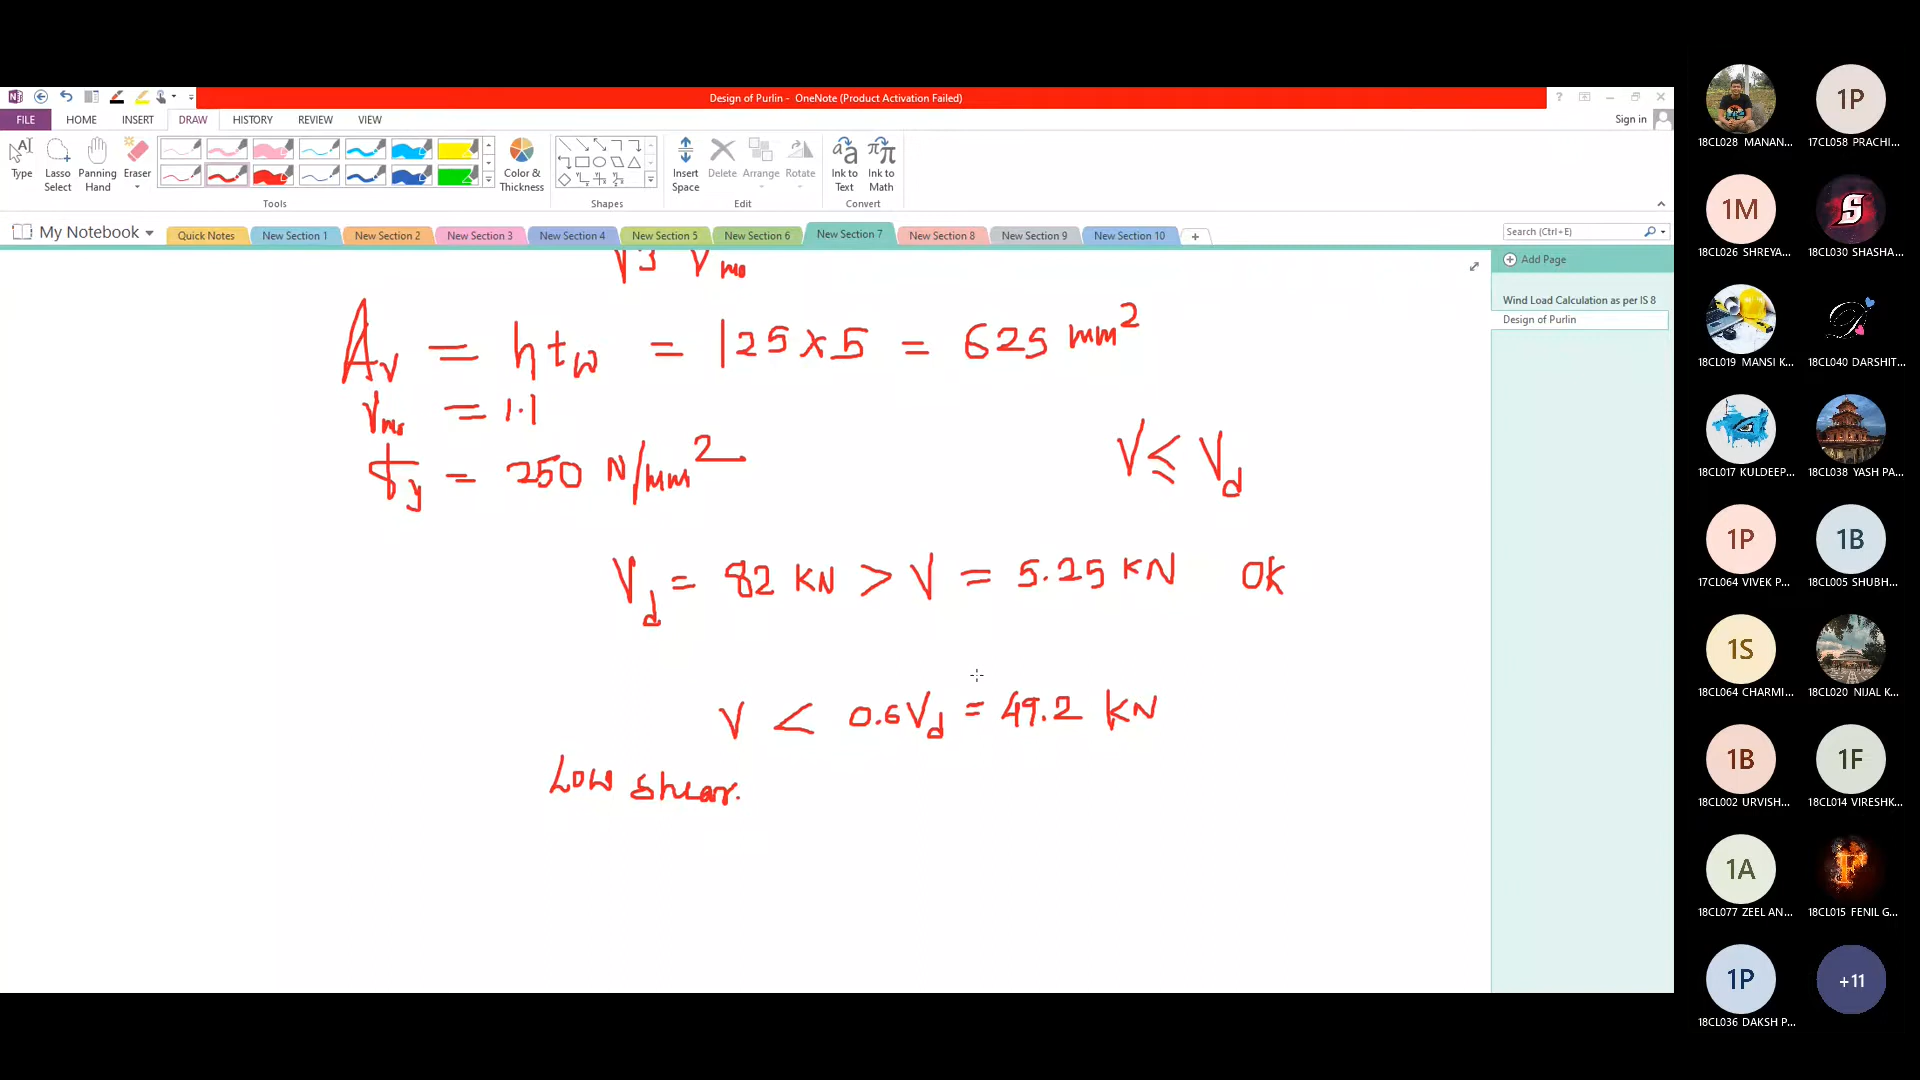 Design of Purlin - OneNote (Product Activation Failed)
FILE HOME INSERT DRAW HISTORY REVIEW VIEW
Sign in
Type Lasso Select Panning Hand Eraser
Color & Thickness
Insert Space Delete Arrange Rotate
Ink to Text Ink to Math
Tools Shapes Edit Convert
My Notebook Quick Notes New Section 1 New Section 2 New Section 3 New Section 4 New Section 5 New Section 6 New Section 7 New Section 8 New Section 9 New Section 10
Search (Ctrl+E)
Add Page
Wind Load Calculation as per IS 8
Design of Purlin
√3 γmo
Av = htw = 125 x 5 = 625 mm²
γmo = 1.1
fy = 250 N/mm²
V ≤ Vd
Vd = 82 KN > V = 5.25 KN OK
V < 0.6Vd = 49.2 KN
Low shear.
1P
18CL028 MANAN... 17CL058 PRACHI...
1M S
18CL026 SHREYA... 18CL030 SHASHA...
18CL019 MANSI K... 18CL040 DARSHIT...
18CL017 KULDEEP... 18CL038 YASH PA...
1P 1B
17CL064 VIVEK P... 18CL005 SHUBH...
1S
18CL064 CHARMI... 18CL020 NIJAL K...
1B 1F
18CL002 URVISH... 18CL014 VIRESHK...
1A F
18CL077 ZEEL AN... 18CL015 FENIL G...
1P +11
18CL036 DAKSH P...